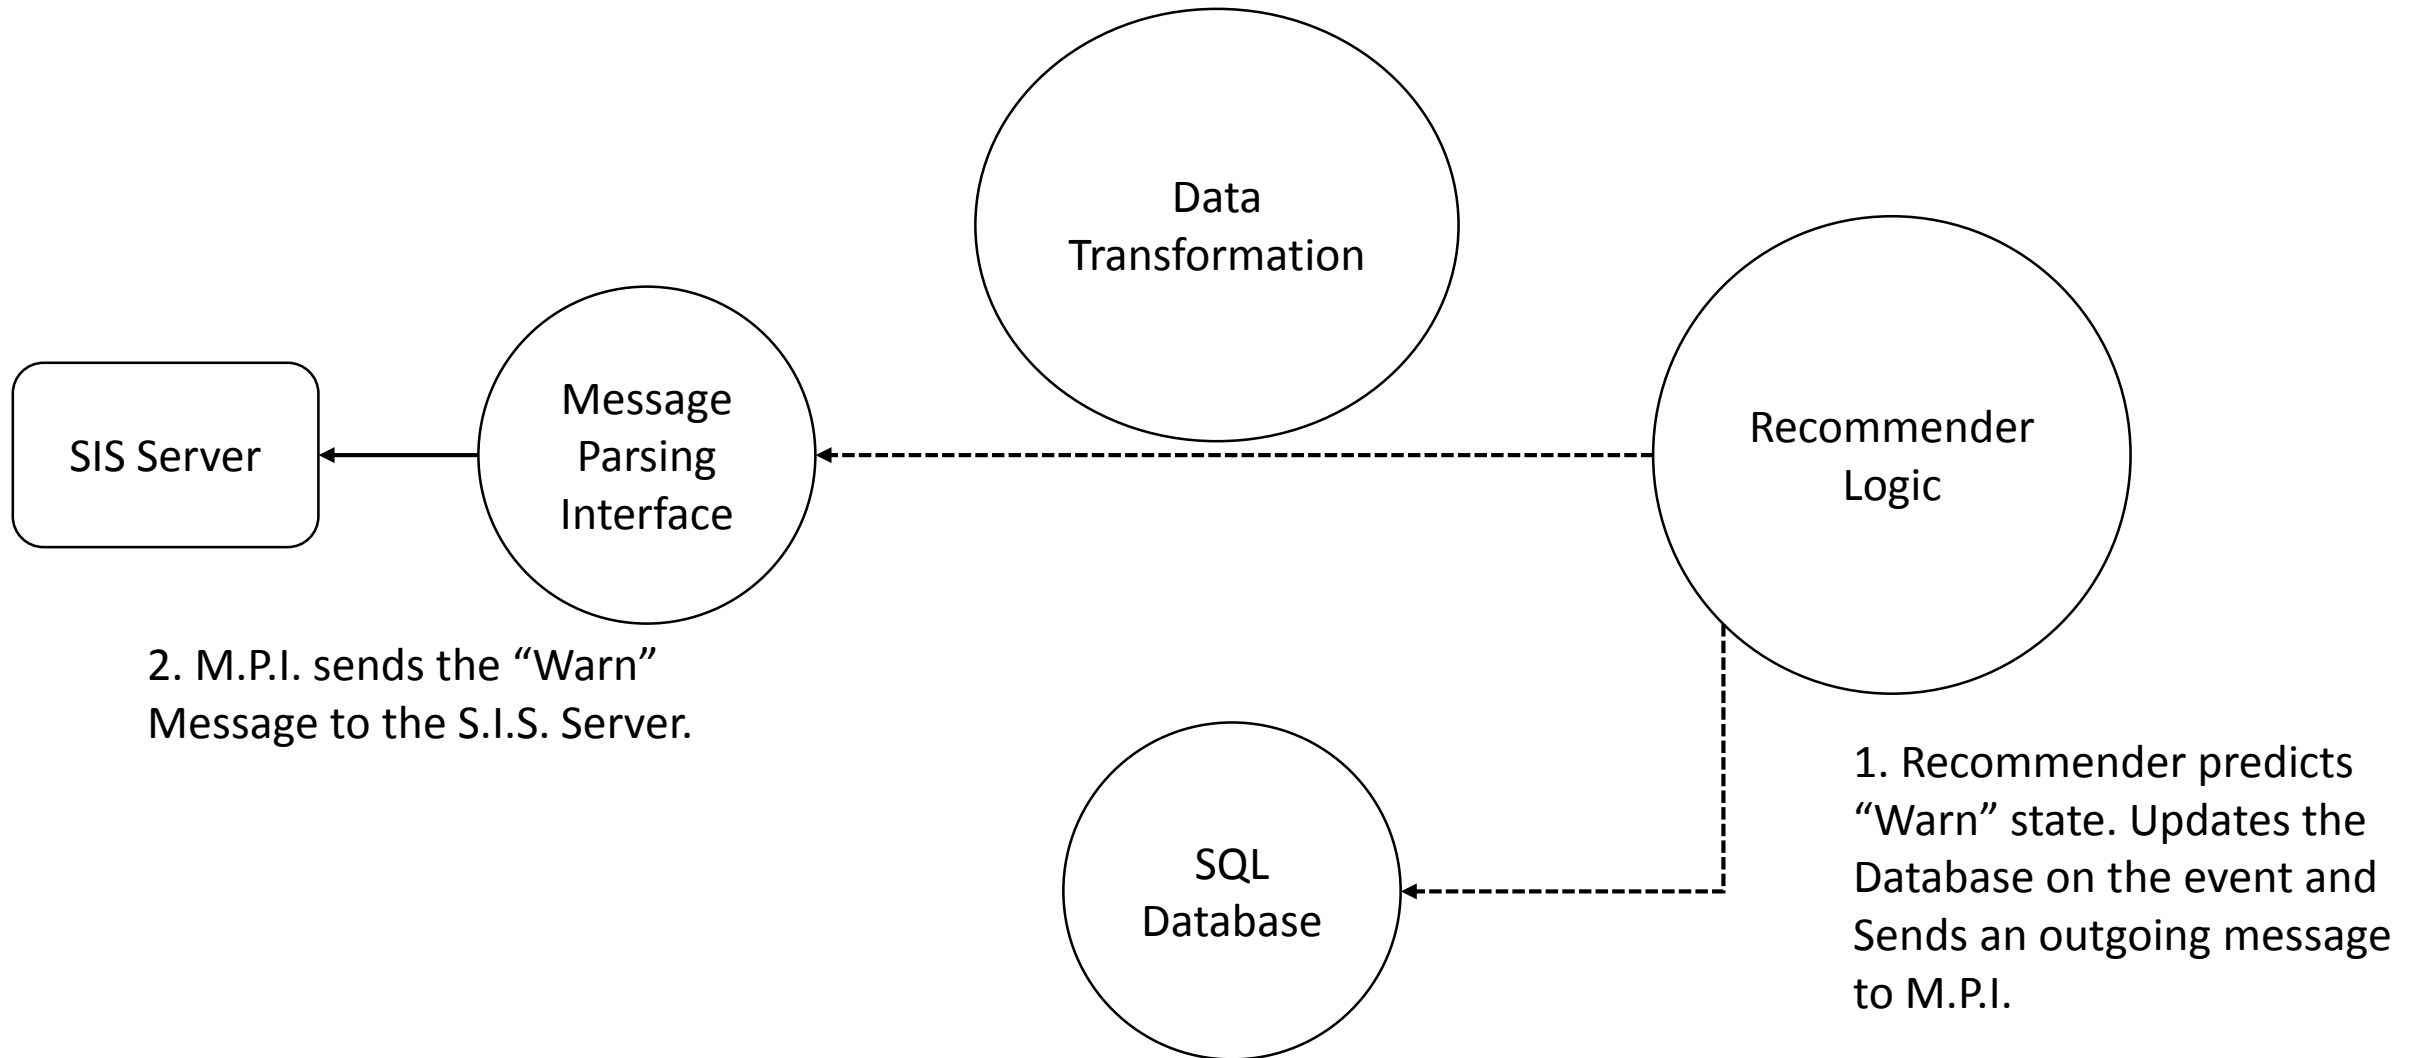 Data
Transformation
Message
Parsing
Interface
SIS Server
Recommender
Logic
2. M.P.I. sends the “Warn”
Message to the S.I.S. Server.
SQL
Database
1. Recommender predicts
“Warn” state. Updates the
Database on the event and
Sends an outgoing message
to M.P.I.